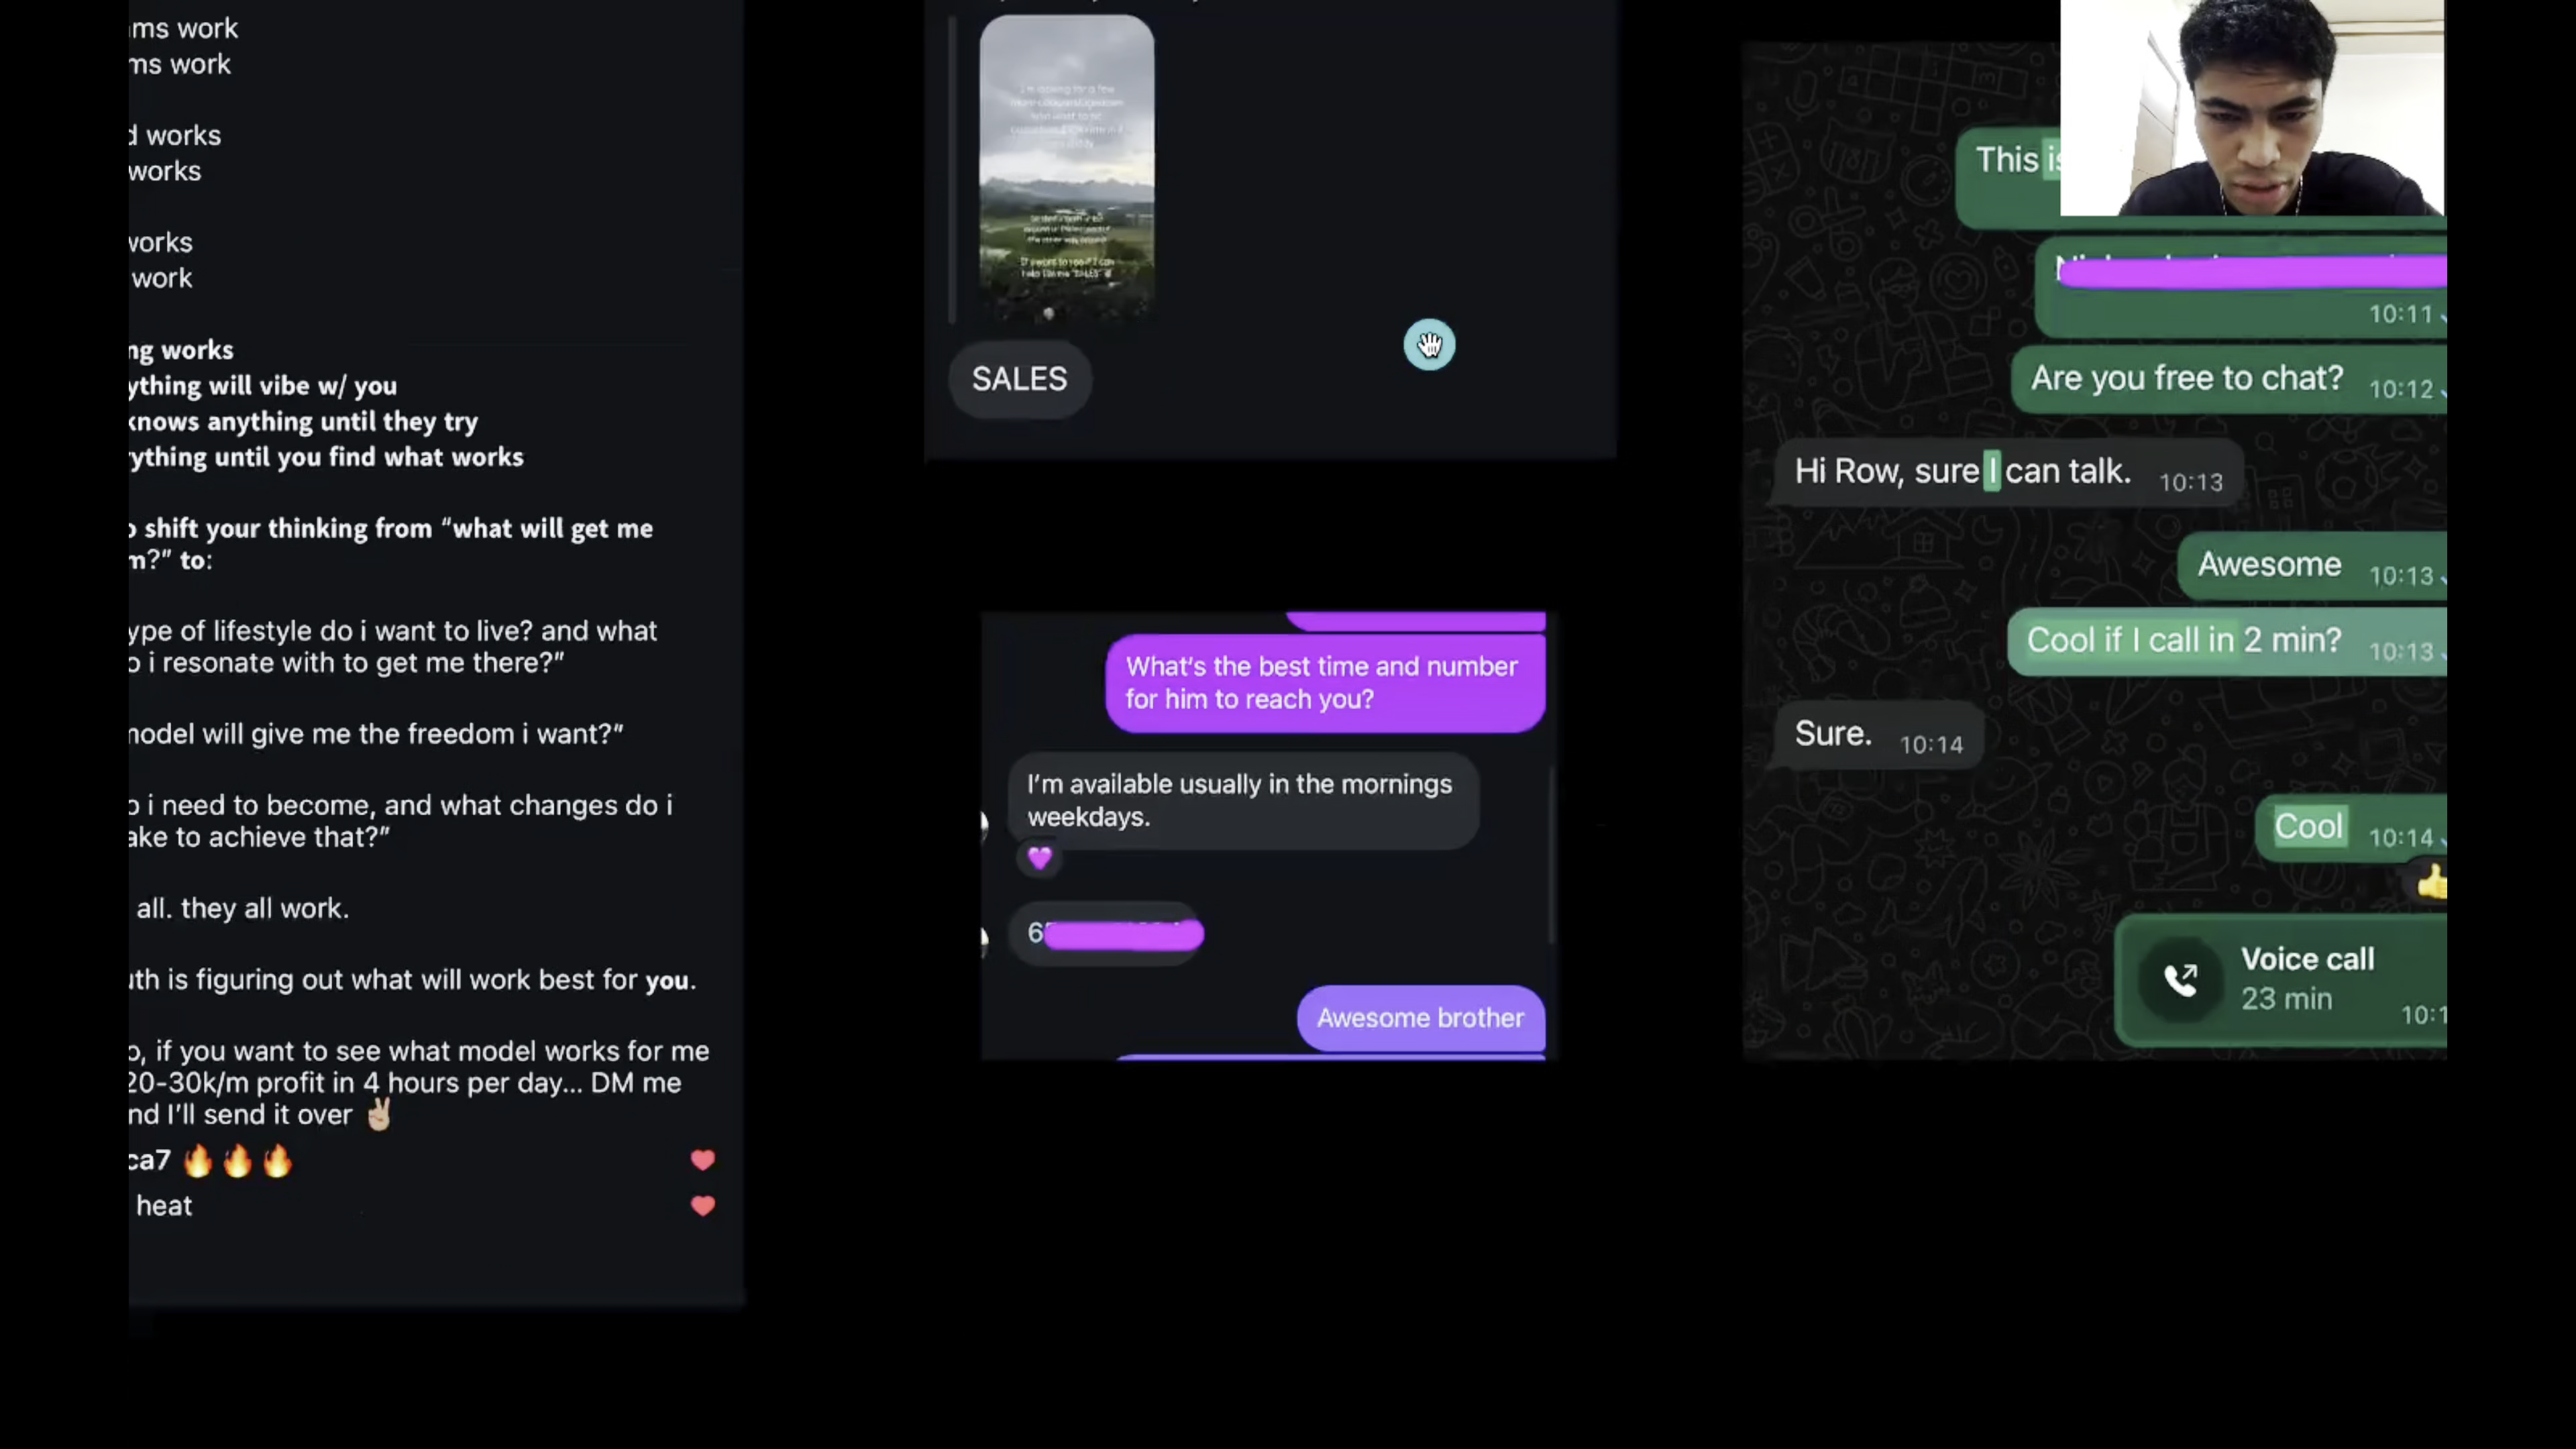 ms work
ms work
d works
works
works
work
ng works
ything will vibe w/ you
knows anything until they try
rything until you find what works
o shift your thinking from “what will get me
m?” to:
ype of lifestyle do i want to live? and what
o i resonate with to get me there?”
model will give me the freedom i want?”
o i need to become, and what changes do i
ake to achieve that?”
all. they all work.
uth is figuring out what will work best for you.
o, if you want to see what model works for me
20-30k/m profit in 4 hours per day... DM me
nd I’ll send it over ✌🏼
ca7 🔥 🔥 🔥
heat
SALES
What’s the best time and number
for him to reach you?
I’m available usually in the mornings
weekdays.
6
Awesome brother
This is
10:11
Are you free to chat? 10:12
Hi Row, sure I can talk. 10:13
Awesome 10:13
Cool if I call in 2 min? 10:13
Sure. 10:14
Cool 10:14
Voice call
23 min
10:1